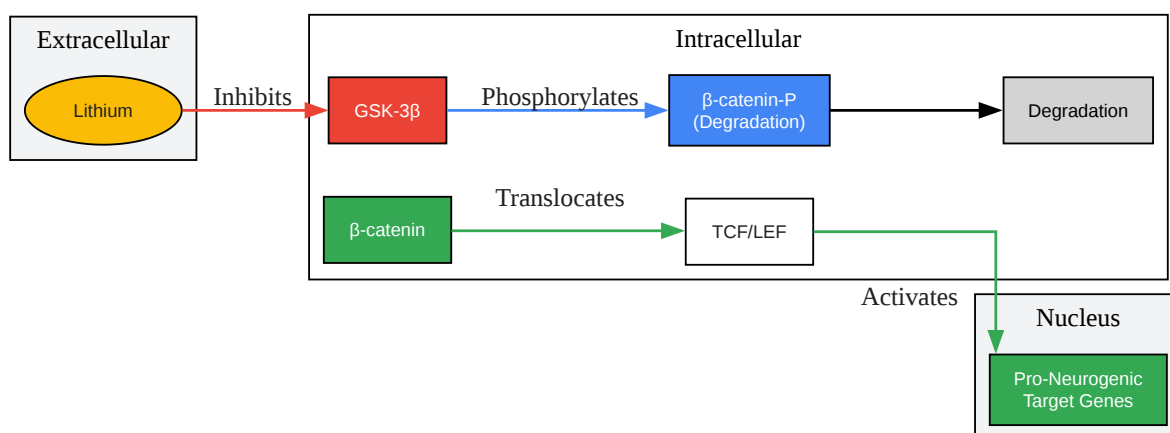 Extracellular
Intracellular
Lithium
Inhibits
GSK-3β
Phosphorylates
β-catenin-P
(Degradation)
Degradation
β-catenin
Translocates
TCF/LEF
Activates
Nucleus
Pro-Neurogenic
Target Genes